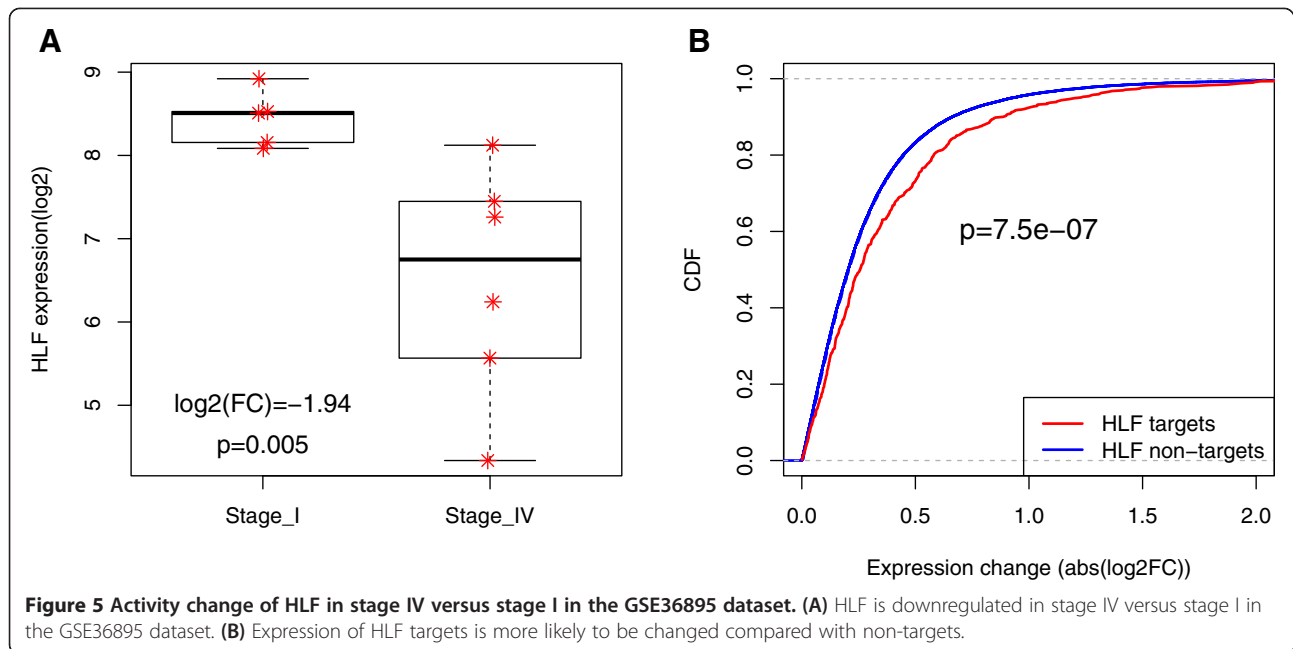 A
HLF expression(log2)
9
8
7
6
5
log2(FC)=−1.94
p=0.005
Stage_I
Stage_IV
B
CDF
1.0
0.8
0.6
0.4
0.2
0.0
p=7.5e−07
HLF targets
HLF non−targets
0.0
0.5
1.0
1.5
2.0
Expression change (abs(log2FC))
Figure 5 Activity change of HLF in stage IV versus stage I in the GSE36895 dataset. (A) HLF is downregulated in stage IV versus stage I in
the GSE36895 dataset. (B) Expression of HLF targets is more likely to be changed compared with non-targets.